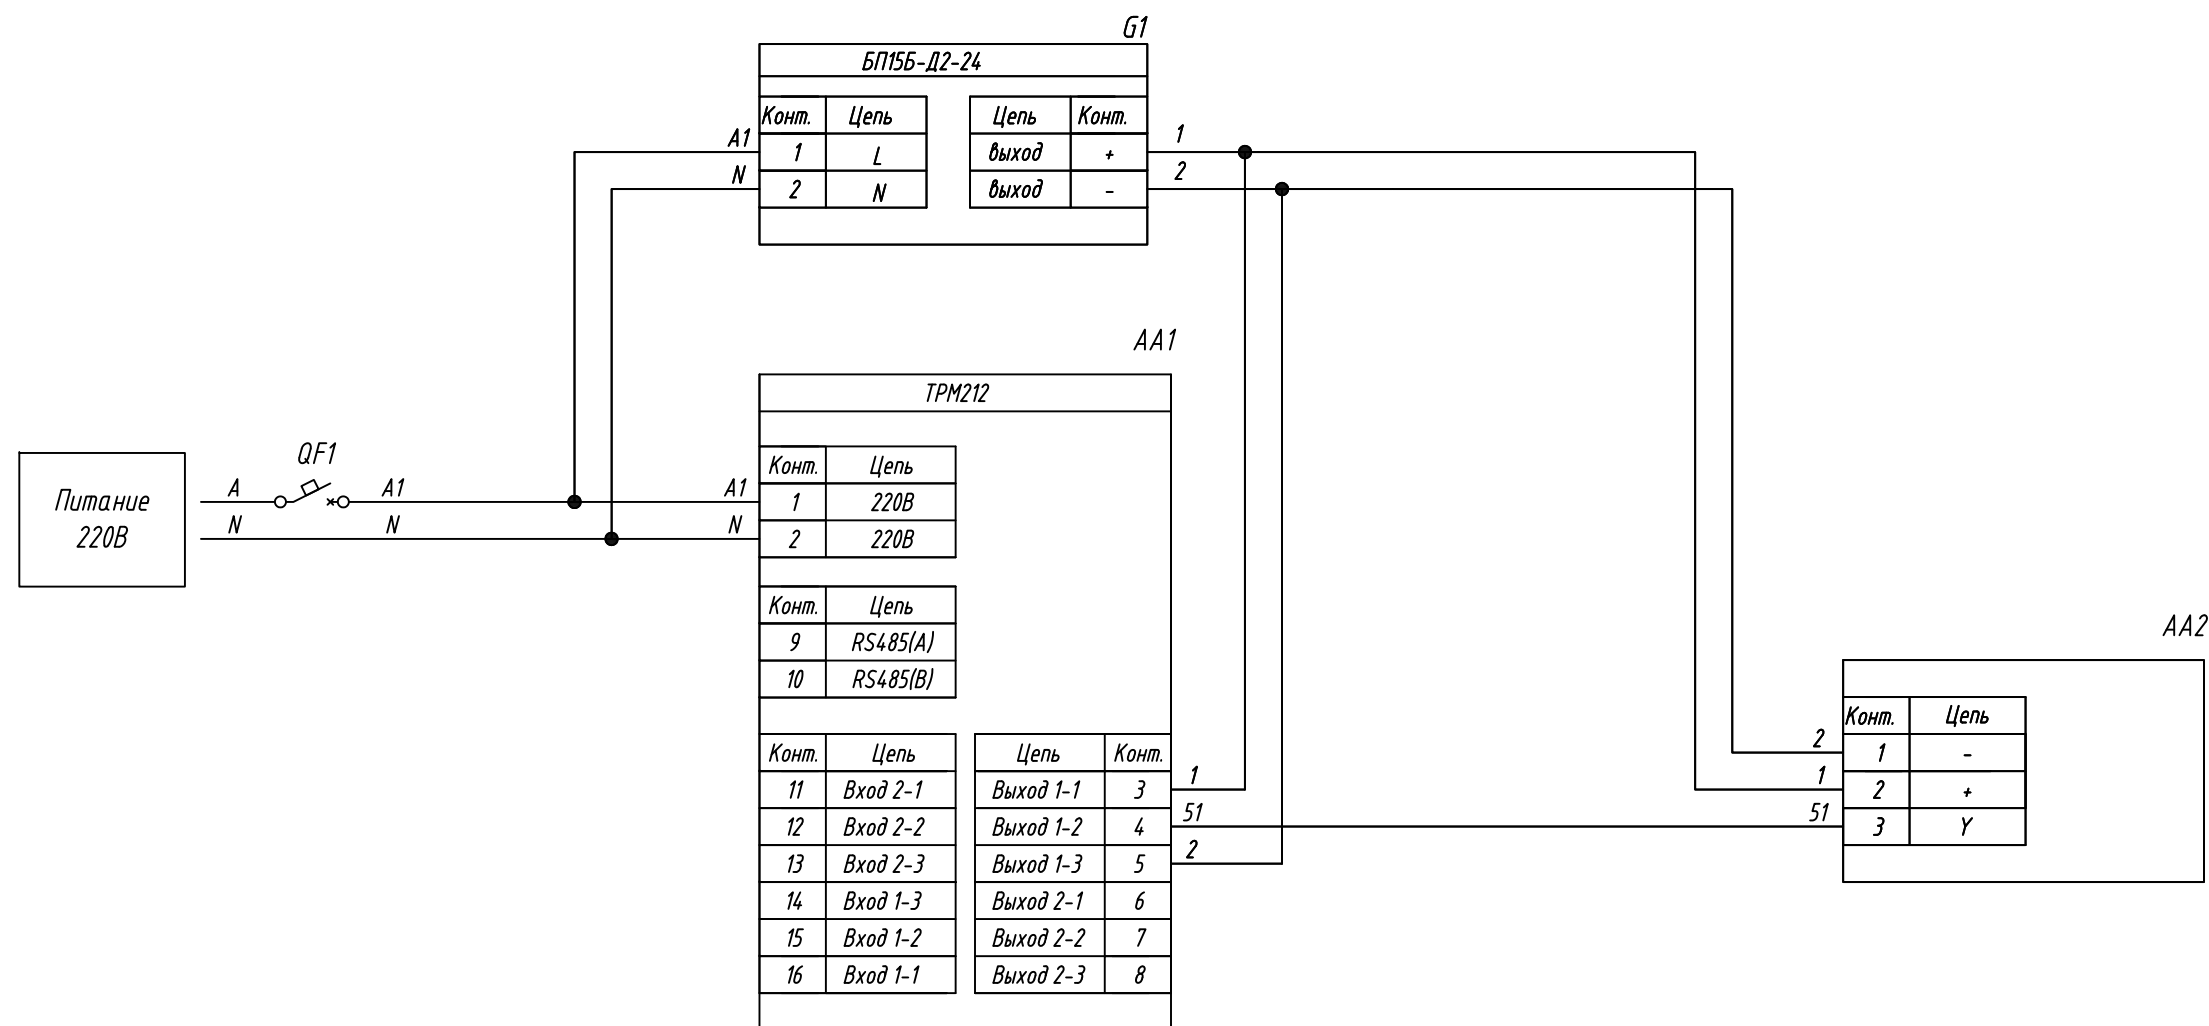 G1
БП15Б-Д2-24
Конт. Цепь Цепь Конт.
A1 1 L выход + 1
N 2 N выход - 2
AA1
ТРМ212
QF1
Питание
220В
A A1 A1
N N N
Конт. Цепь
1 220В
2 220В
Конт. Цепь
9 RS485(A)
10 RS485(B)
Конт. Цепь Цепь Конт.
11 Вход 2-1 Выход 1-1 3 1
12 Вход 2-2 Выход 1-2 4 51
13 Вход 2-3 Выход 1-3 5 2
14 Вход 1-3 Выход 2-1 6
15 Вход 1-2 Выход 2-2 7
16 Вход 1-1 Выход 2-3 8
AA2
Конт. Цепь
2 1 -
1 2 +
51 3 Y